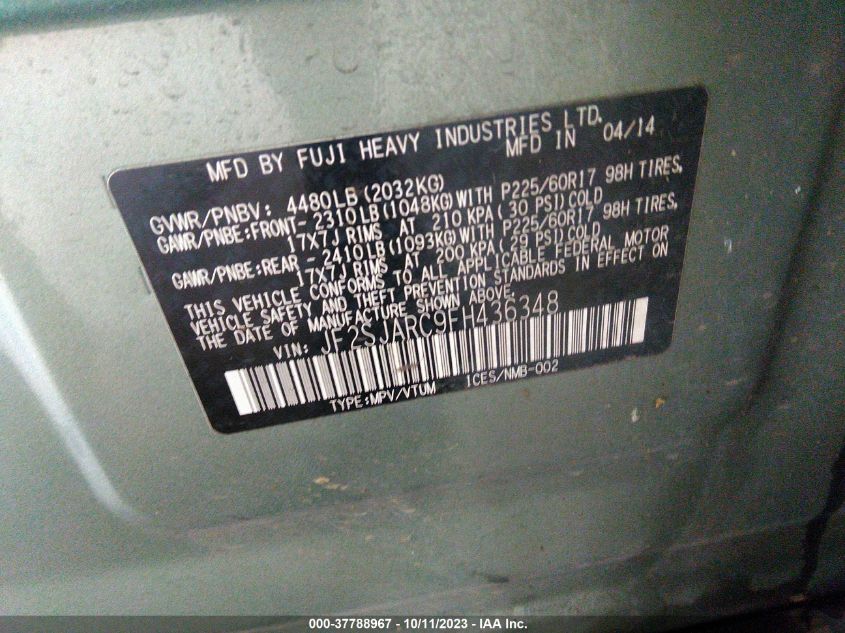 MFD BY FUJI HEAVY INDUSTRIES LTD.
MFD IN 04/14
GVWR/PNBV: 4480LB (2032KG)
GAWR/PNBE:FRONT- 2310LB (1048KG) WITH P225/60R17 98H TIRES,
17X7J RIMS AT 210 KPA( 30 PSI) COLD
GAWR/PNBE:REAR - 2410LB (1093KG) WITH P225/60R17 98H TIRES,
17X7J RIMS AT 200 KPA( 29 PSI) COLD
THIS VEHICLE CONFORMS TO ALL APPLICABLE FEDERAL MOTOR
VEHICLE SAFETY AND THEFT PREVENTION STANDARDS IN EFFECT ON
THE DATE OF MANUFACTURE SHOWN ABOVE.
VIN: JF2SJARC9FH436348
TYPE:MPV/VTUM ICES/NMB-002
000-37788967 - 10/11/2023 - IAA Inc.